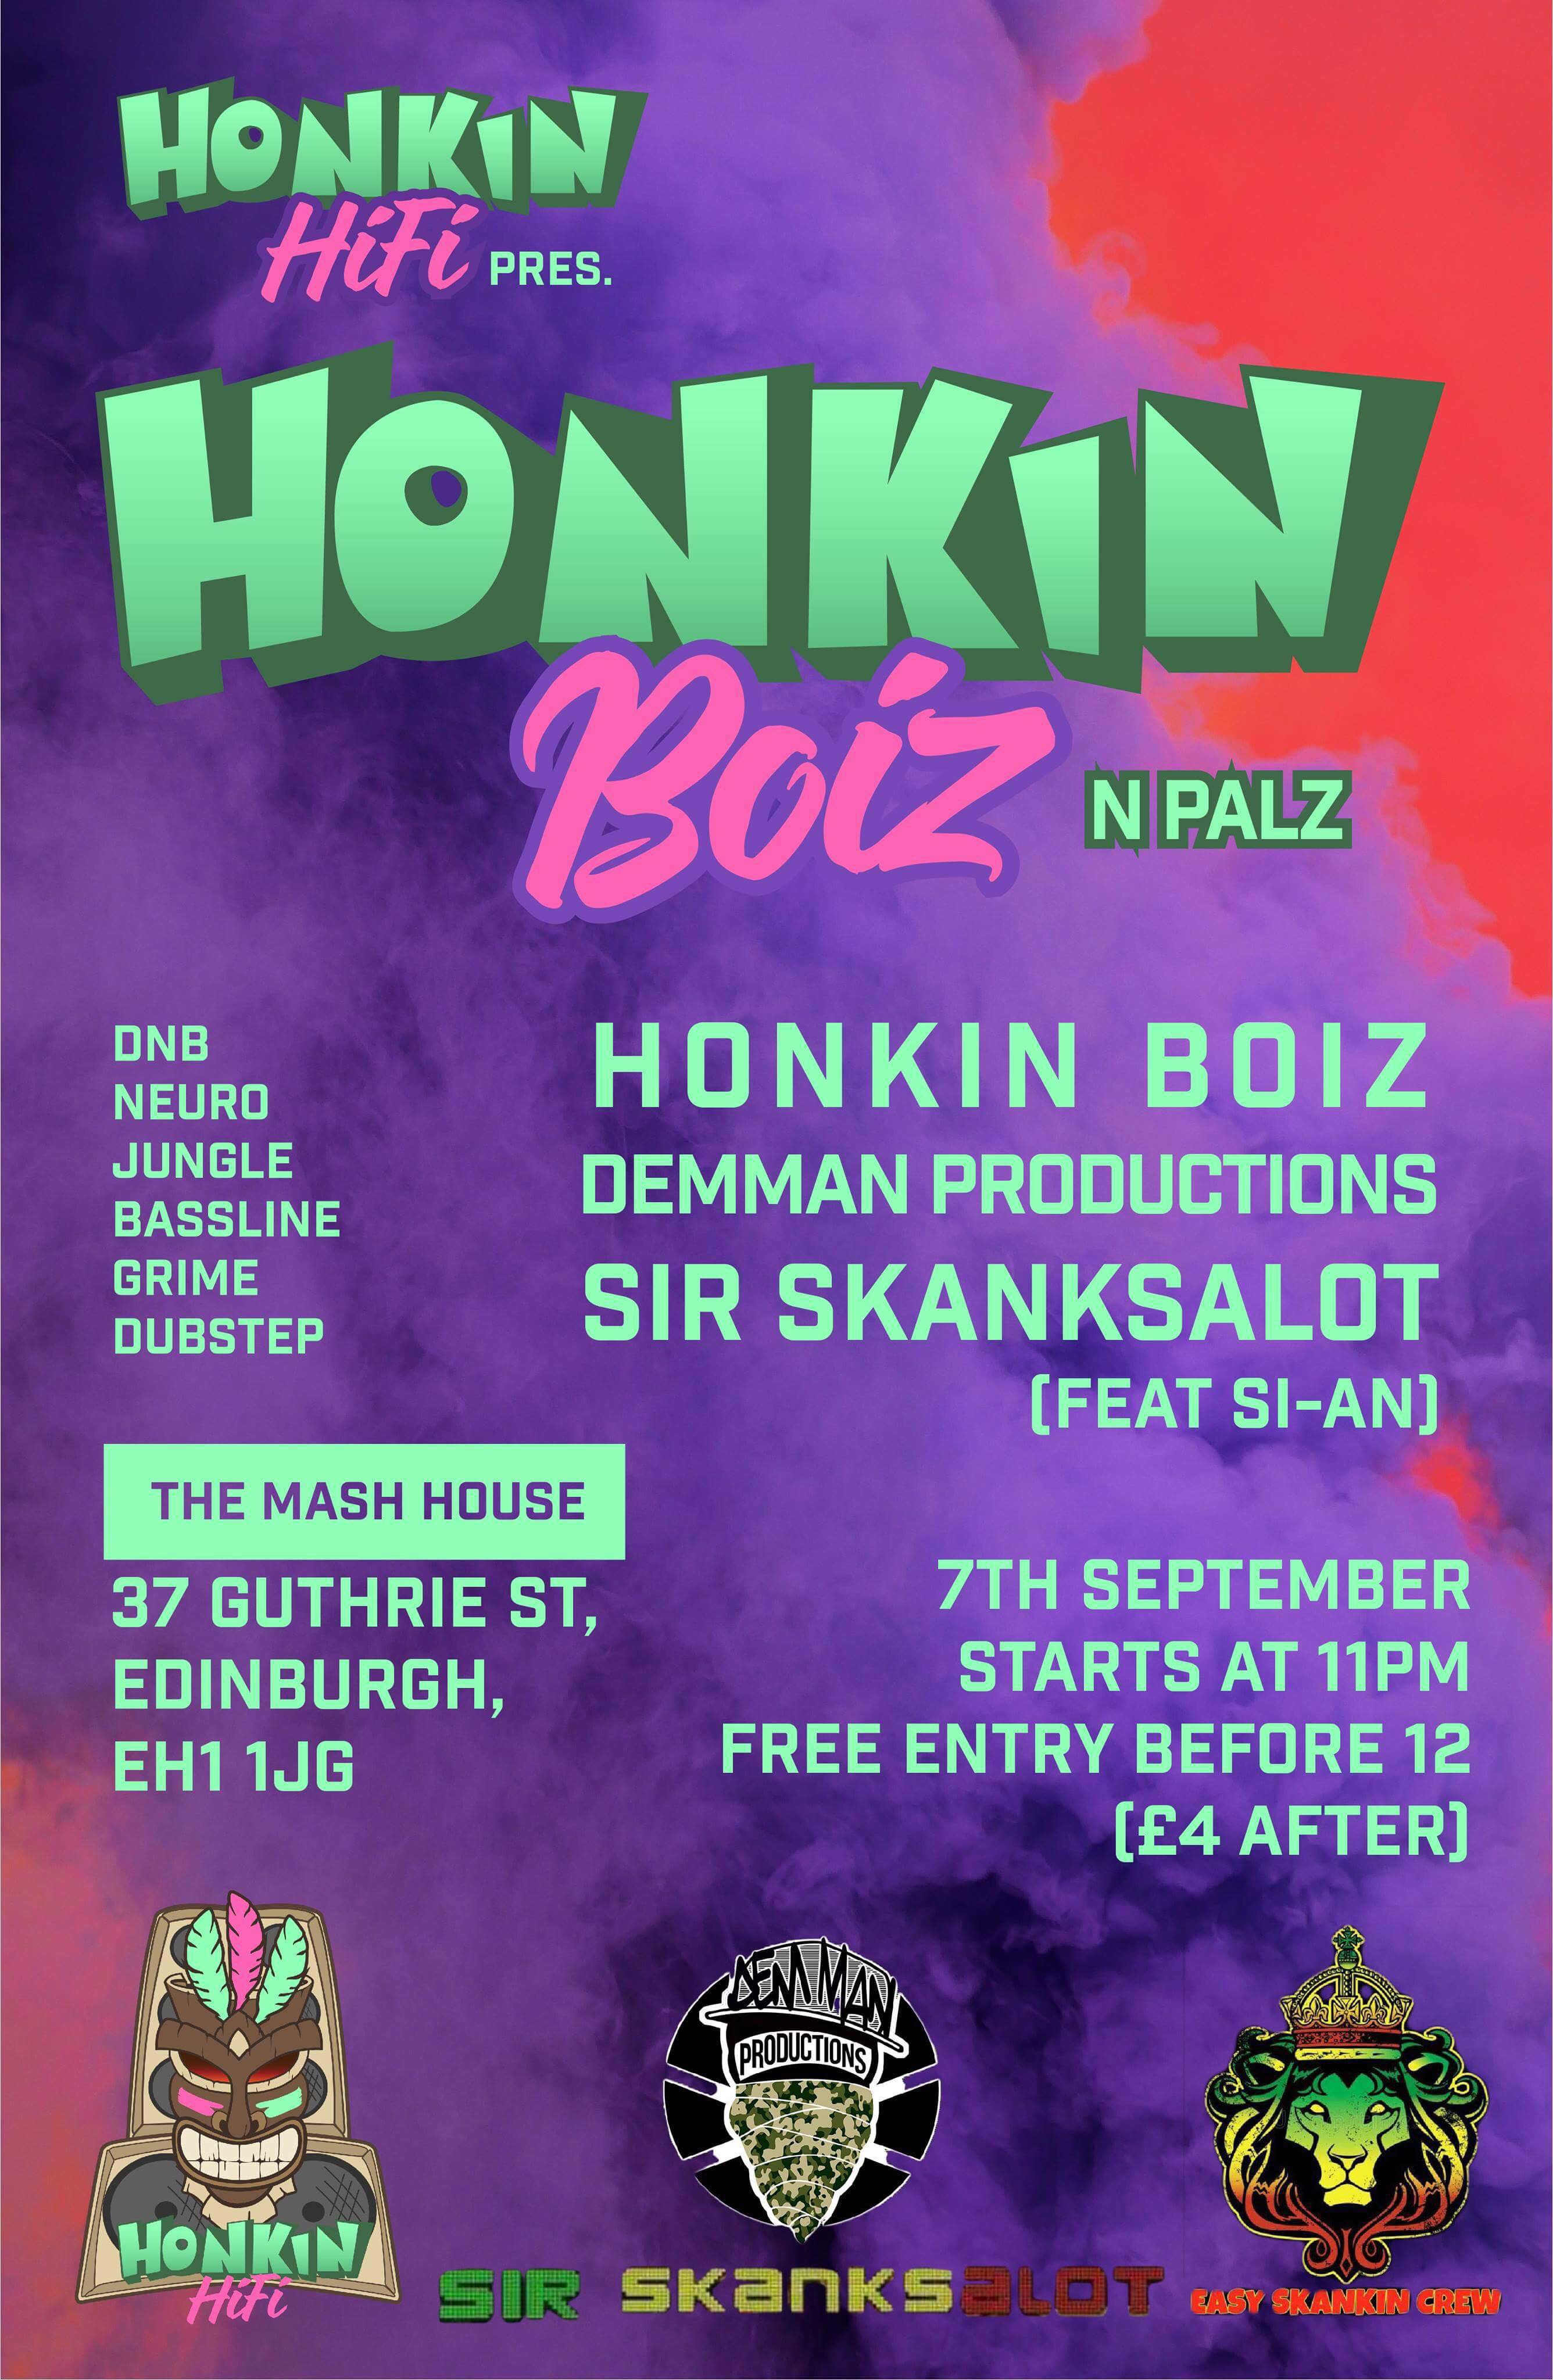 HONKIN
HiFi PRES.
HONKIN
Boiz N PALZ
DNB
NEURO
JUNGLE
BASSLINE
GRIME
DUBSTEP
HONKIN BOIZ
DEMMAN PRODUCTIONS
SIR SKANKSALOT
(FEAT SI-AN)
THE MASH HOUSE
37 GUTHRIE ST,
EDINBURGH,
EH1 1JG
7TH SEPTEMBER
STARTS AT 11PM
FREE ENTRY BEFORE 12
(£4 AFTER)
HONKIN
HiFi
DEM MAN
PRODUCTIONS
SIR SKANKSALOT
EASY SKANKIN CREW